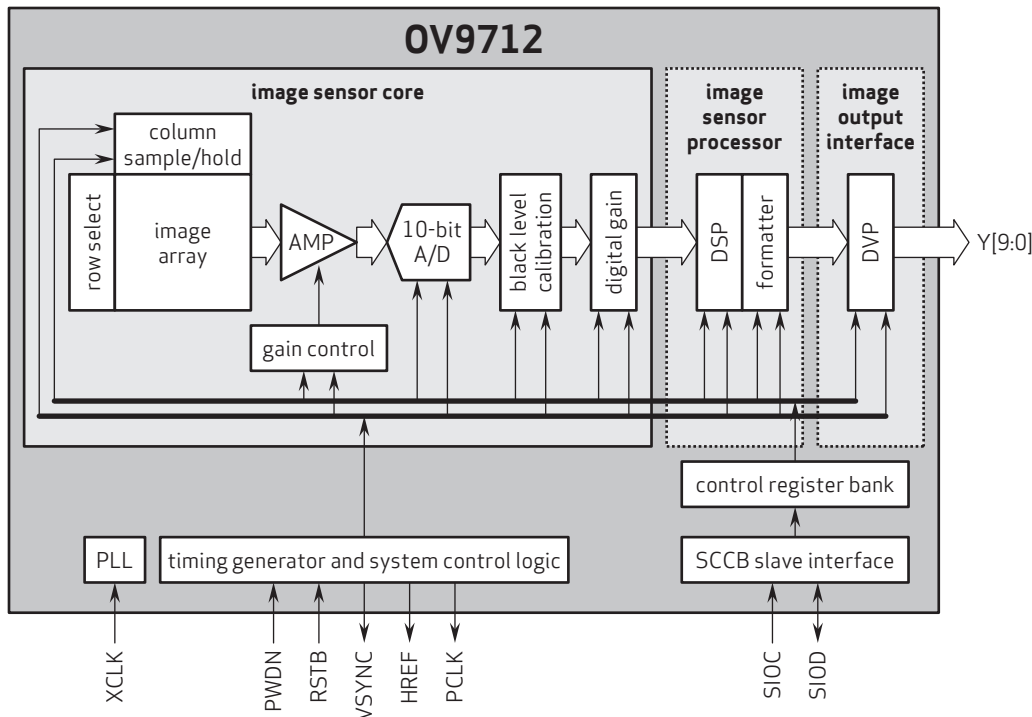 OV9712
image sensor core
image
sensor
processor
image
output
interface
column
sample/hold
row select
image
array
AMP
10-bit
A/D
black level
calibration
digital gain
DSP
formatter
DVP
Y[9:0]
gain control
control register bank
PLL
timing generator and system control logic
SCCB slave interface
XCLK
PWDN
RSTB
VSYNC
HREF
PCLK
SIOC
SIOD